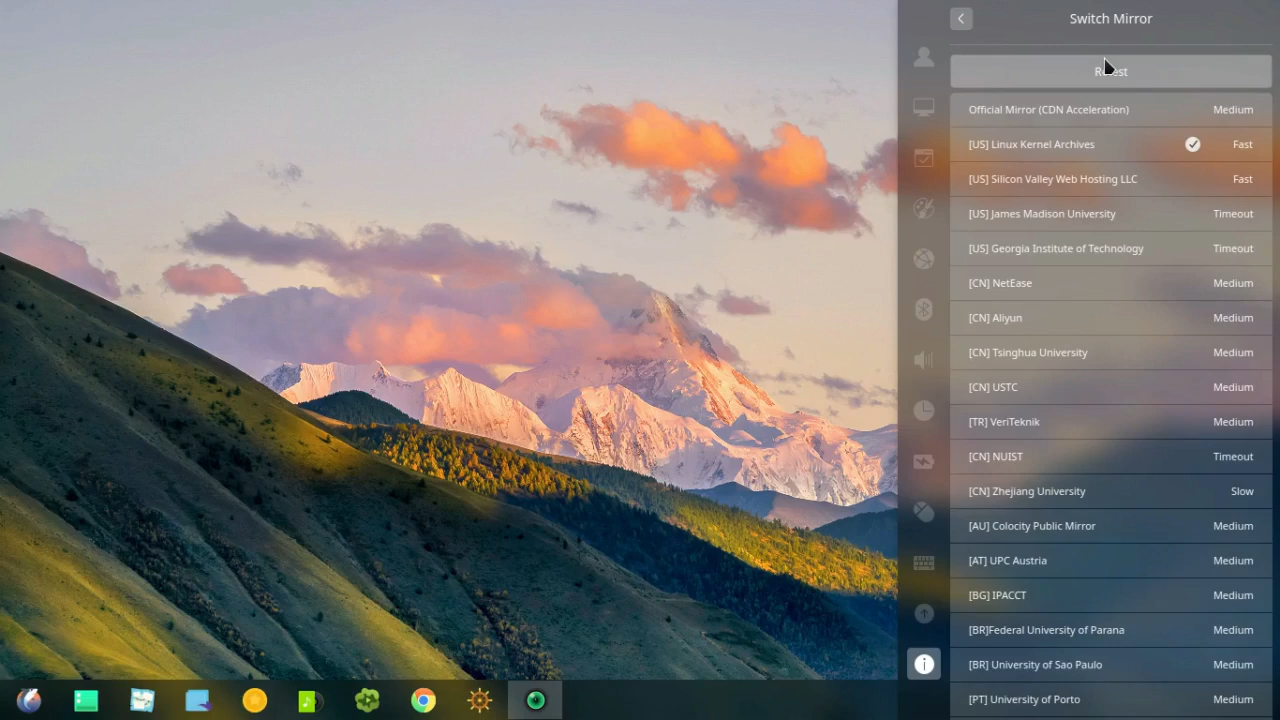 Switch Mirror
Official Mirror (CDN Acceleration) Medium
[US] Linux Kernel Archives Fast
[US] Silicon Valley Web Hosting LLC Fast
[US] James Madison University Timeout
[US] Georgia Institute of Technology Timeout
[CN] NetEase Medium
[CN] Aliyun Medium
[CN] Tsinghua University Medium
[CN] USTC Medium
[TR] VeriTeknik Medium
[CN] NUIST Timeout
[CN] Zhejiang University Slow
[AU] Colocity Public Mirror Medium
[AT] UPC Austria Medium
[BG] IPACCT Medium
[BR]Federal University of Parana Medium
[BR] University of Sao Paulo Medium
[PT] University of Porto Medium